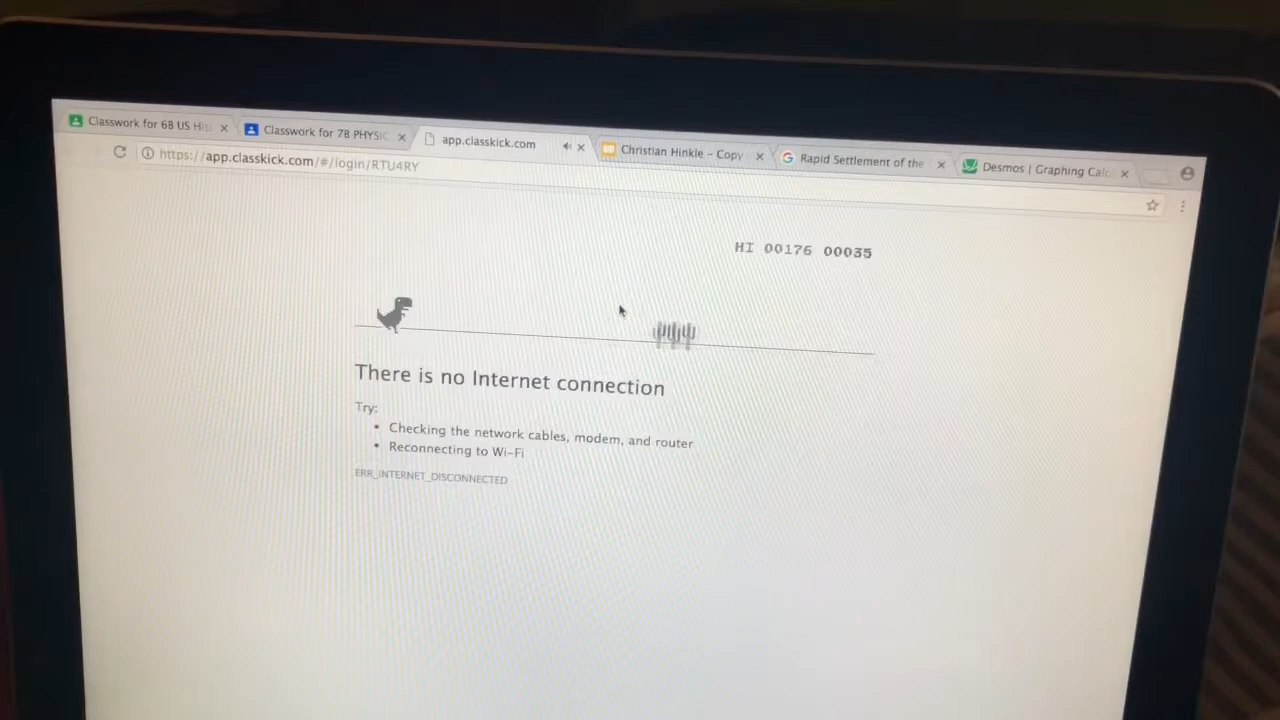 Classwork for 6B US His
Classwork for 7B PHYSIC
app.classkick.com
Christian Hinkle - Copy
Rapid Settlement of the
Desmos | Graphing Calc
https://app.classkick.com/#/login/RTU4RY
HI 00176 00035
There is no Internet connection
Try:
• Checking the network cables, modem, and router
• Reconnecting to Wi-Fi
ERR_INTERNET_DISCONNECTED